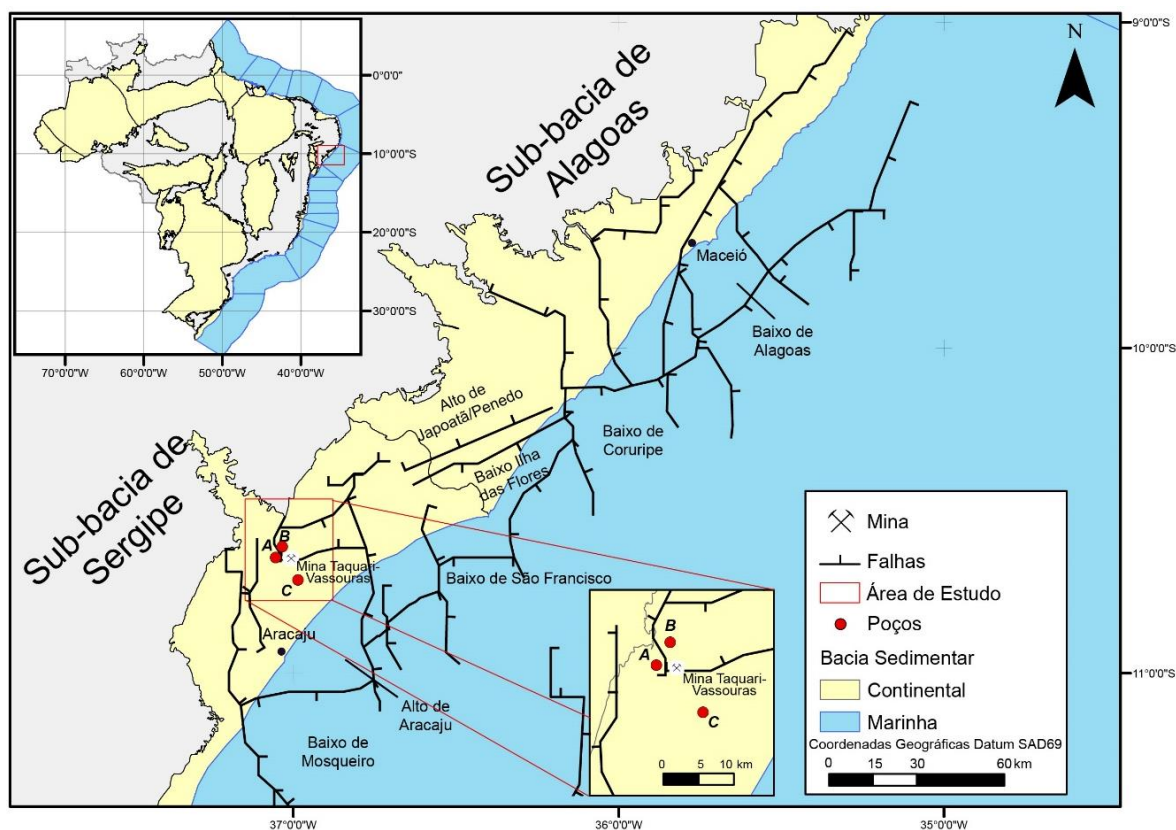 9°0'0"S
N
Sub-bacia de
Alagoas
0°0'0"
10°0'0"S
20°0'0"S
30°0'0"S
70°0'0"W
60°0'0"W
50°0'0"W
40°0'0"W
Maceió
Baixo de
Alagoas
10°0'0"S
Alto de
Japoatã/Penedo
Baixo de
Coruripe
Baixo Ilha
das Flores
Sub-bacia de
Sergipe
B
A
Mina Taquari-
Vassouras
C
Baixo de São Francisco
Aracaju
Alto de
Aracaju
Baixo de
Mosqueiro
B
A
Mina Taquari-
Vassouras
C
0 5 10 km
Mina
Falhas
Área de Estudo
Poços
Bacia Sedimentar
Continental
Marinha
Coordenadas Geográficas Datum SAD69
0 15 30 60 km
11°0'0"S
37°0'0"W
36°0'0"W
35°0'0"W